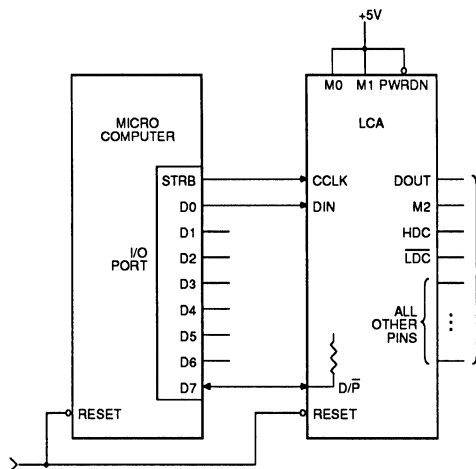 +5V
M0 M1 PWRDN
MICRO
COMPUTER
LCA
STRB
CCLK
DOUT
D0
DIN
M2
D1
HDC
I/O
PORT
D2
LDC
D3
D4
ALL
OTHER
PINS
D5
D6
D7
D/P
RESET
RESET